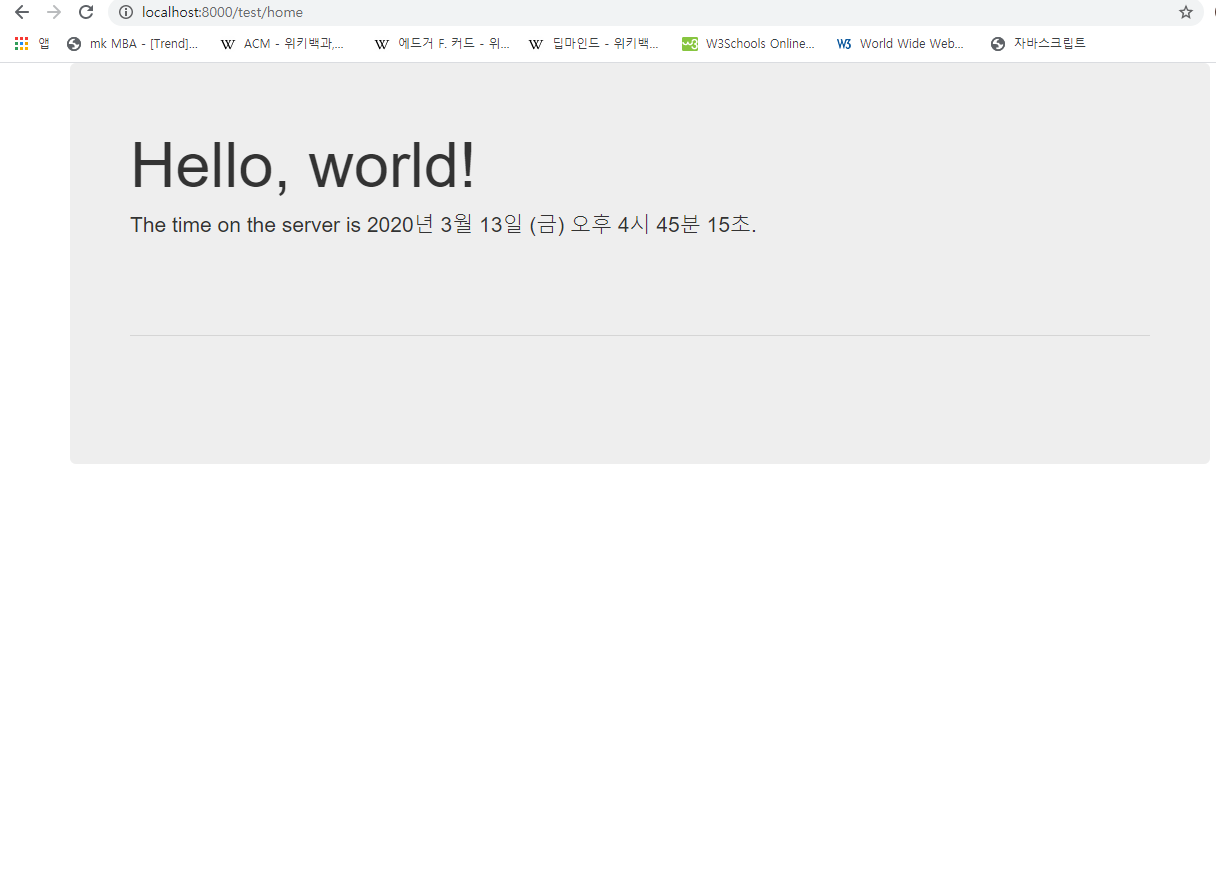 localhost:8000/test/home
앱 mk MBA - [Trend]... ACM - 위키백과,... 에드거 F. 커드 - 위... 딥마인드 - 위키백... W3Schools Online... World Wide Web... 자바스크립트
Hello, world!
The time on the server is 2020년 3월 13일 (금) 오후 4시 45분 15초.